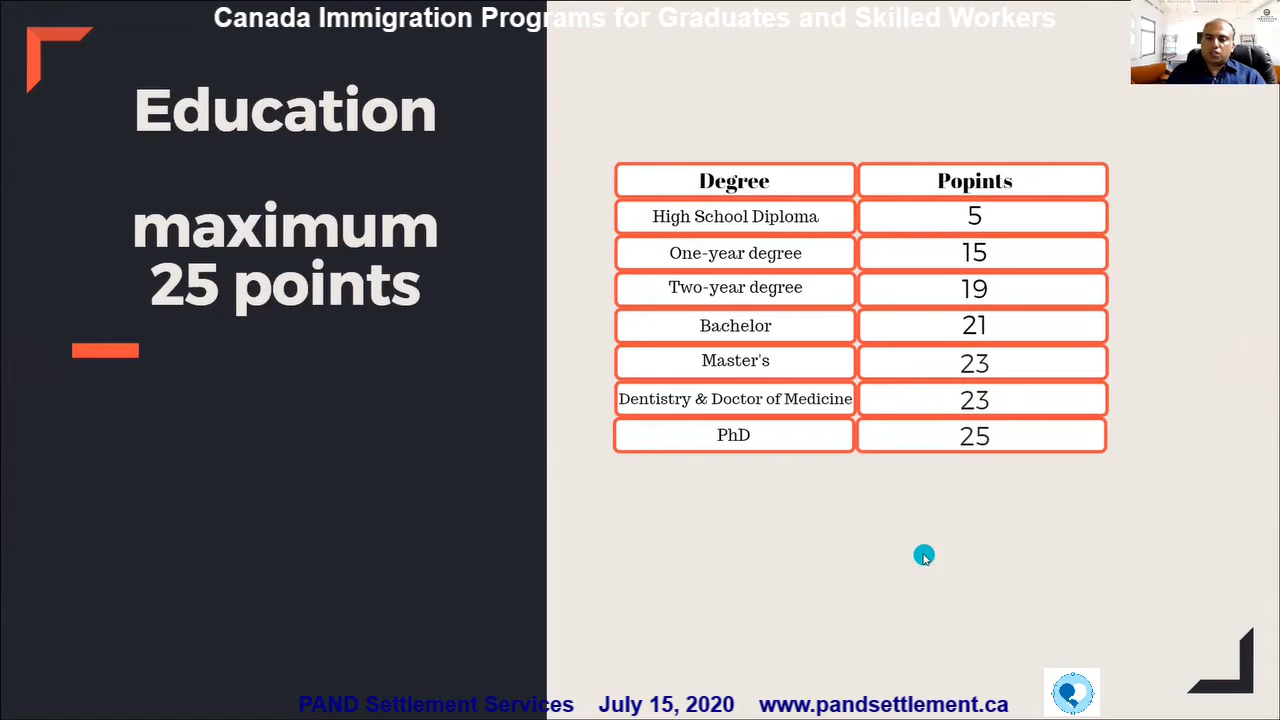 Canada Immigration Programs for Graduates and Skilled Workers
Education
maximum
25 points
Degree Popints
High School Diploma 5
One-year degree 15
Two-year degree 19
Bachelor 21
Master's 23
Dentistry & Doctor of Medicine 23
PhD 25
PAND Settlement Services July 15, 2020 www.pandsettlement.ca